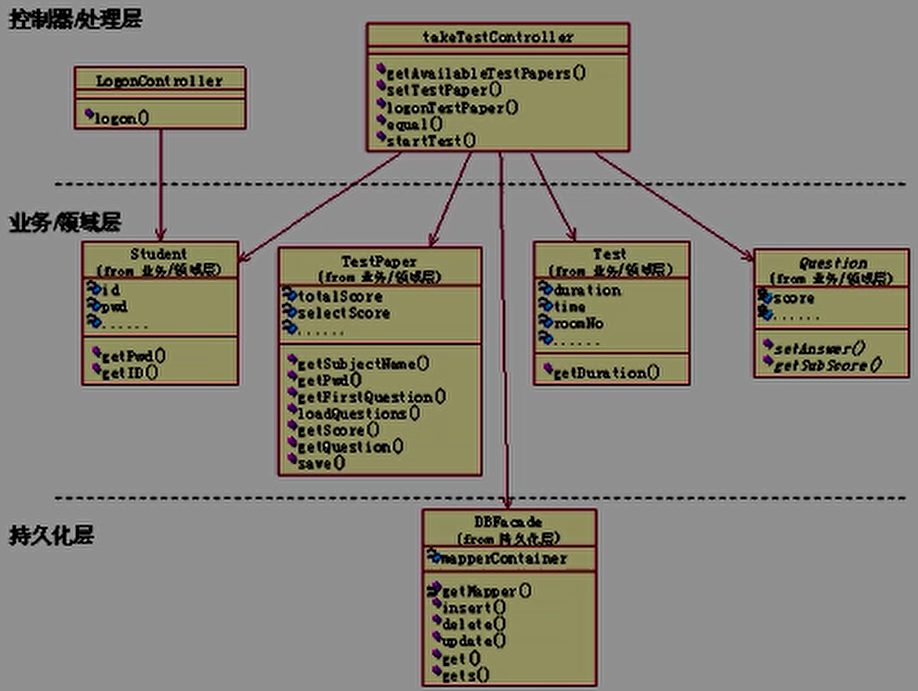 控制器/处理层
takeTestController
getAvailableTestPapers()
setTestPaper()
logonTestPaper()
equal()
startTest()
LogonController
logon()
业务/领域层
Student
(from 业务/领域层)
id
pwd
......
getPwd()
getID()
TestPaper
(from 业务/领域层)
totalScore
selectScore
......
getSubjectName()
getPwd()
getFirstQuestion()
loadQuestions()
getScore()
getQuestion()
save()
Test
(from 业务/领域层)
duration
time
roomNo
......
getDuration()
Question
(from 业务/领域层)
score
......
setAnswer()
getSubScore()
持久化层
DBFacade
(from 持久化层)
mapperContainer
getMapper()
insert()
delete()
update()
get()
gets()